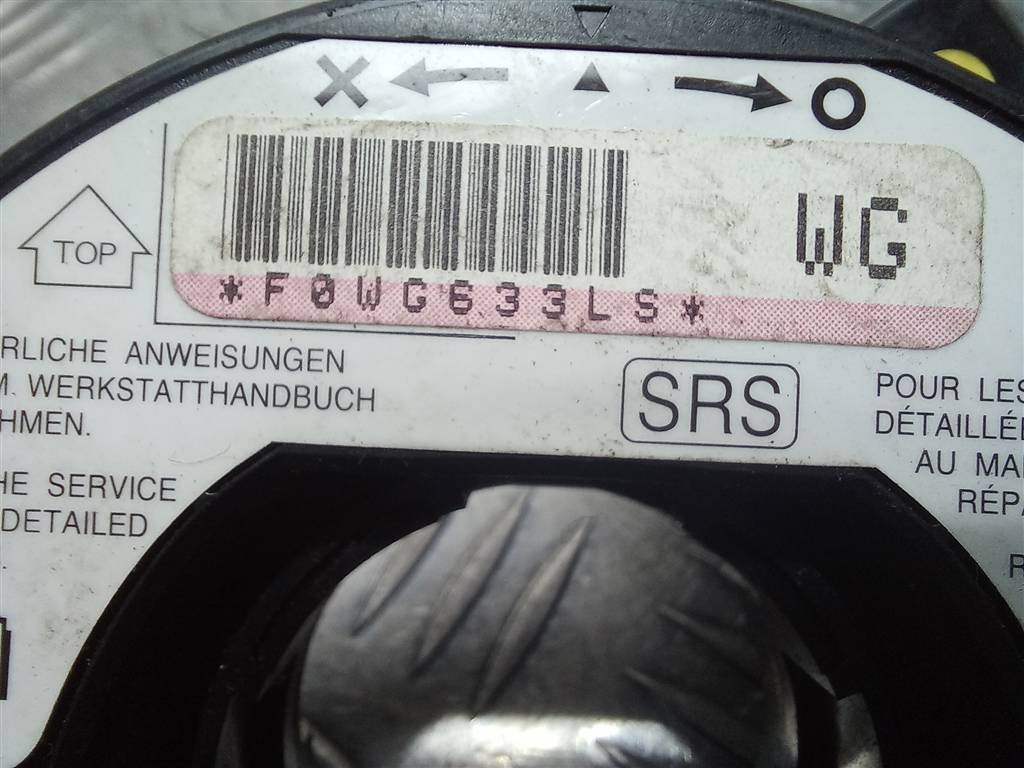 WG
*F0WG633LS*
TOP
RLICHE ANWEISUNGEN
WERKSTATTHANDBUCH
HMEN.
HE SERVICE
DETAILED
SRS
POUR LES
DÉTAILLÉ
AU MA
RÉPA
R